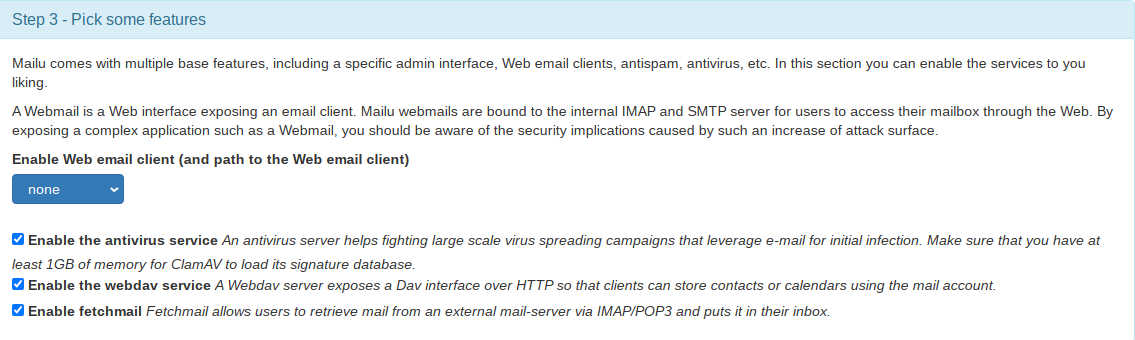 Step 3 - Pick some features
Mailu comes with multiple base features, including a specific admin interface, Web email clients, antispam, antivirus, etc. In this section you can enable the services to you
liking.
A Webmail is a Web interface exposing an email client. Mailu webmails are bound to the internal IMAP and SMTP server for users to access their mailbox through the Web. By
exposing a complex application such as a Webmail, you should be aware of the security implications caused by such an increase of attack surface.
Enable Web email client (and path to the Web email client)
none
Enable the antivirus service An antivirus server helps fighting large scale virus spreading campaigns that leverage e-mail for initial infection. Make sure that you have at
least 1GB of memory for ClamAV to load its signature database.
Enable the webdav service A Webdav server exposes a Dav interface over HTTP so that clients can store contacts or calendars using the mail account.
Enable fetchmail Fetchmail allows users to retrieve mail from an external mail-server via IMAP/POP3 and puts it in their inbox.